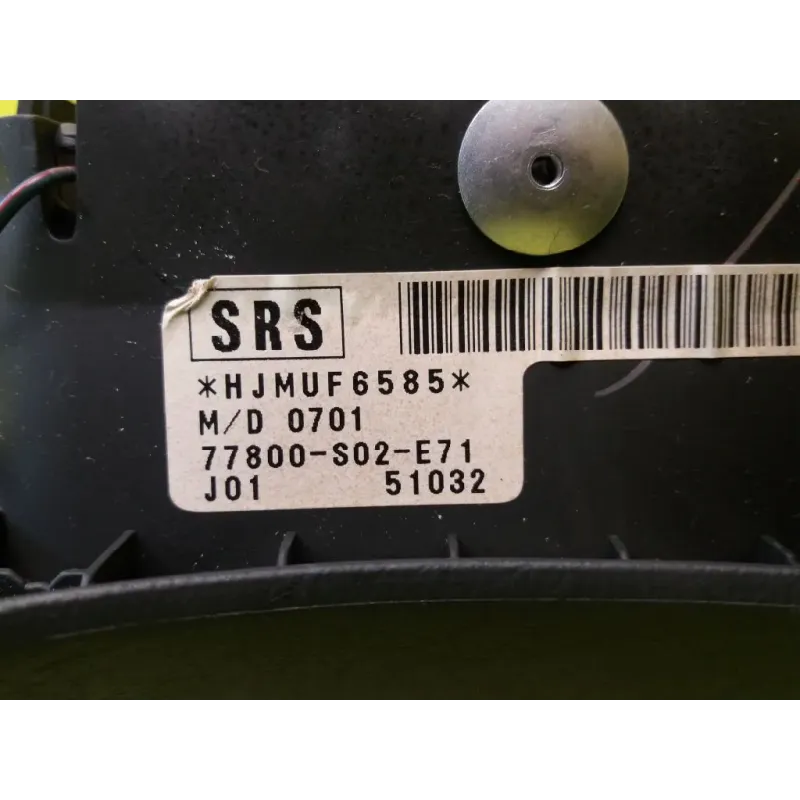 SRS
*HJMUF6585*
M/D 0701
77800-S02-E71
J01 51032